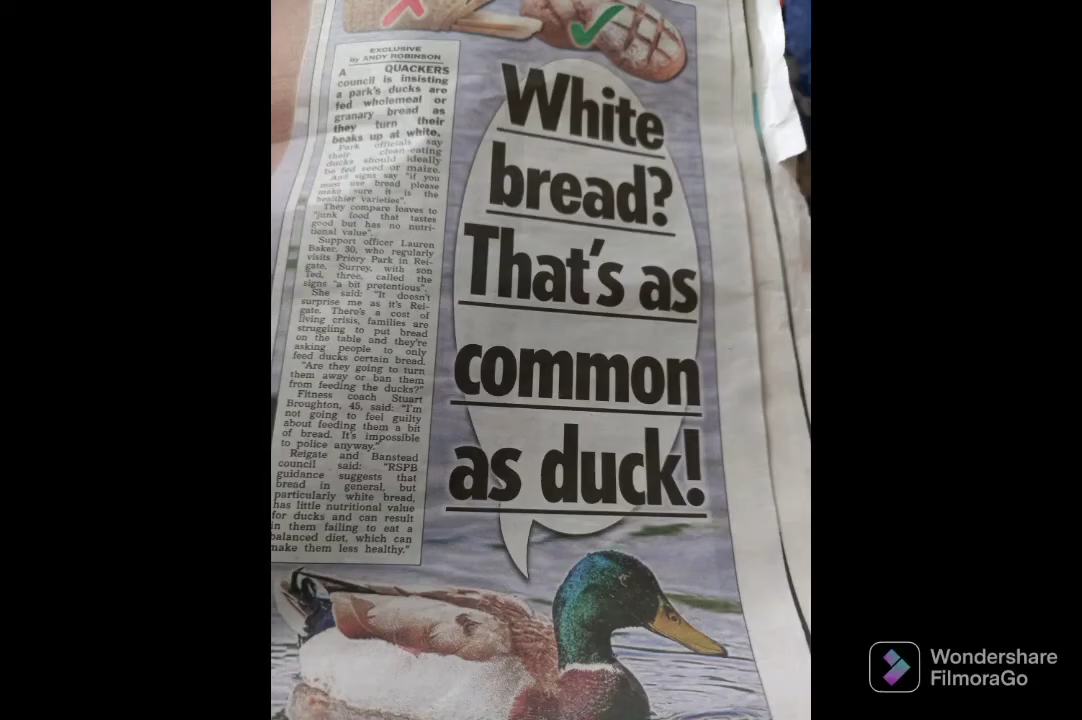 EXCLUSIVE
by ANDY ROBINSON
A QUACKERS
council is insisting
a park's ducks are
fed wholemeal or
granary bread as
they turn their
beaks up at white.
Park officials say
their clean-eating
ducks should ideally
be fed seed or maize.
And signs say "if you
must use bread please
make sure it is the
healthier varieties".
They compare loaves to
"junk food that tastes
good but has no nutri-
tional value".
Support officer Lauren
Baker, 30, who regularly
visits Priory Park in Rei-
gate, Surrey, with son
Ted, three, called the
signs "a bit pretentious".
She said: "It doesn't
surprise me as it's Rei-
gate. There's a cost of
living crisis, families are
struggling to put bread
on the table and they're
asking people to only
feed ducks certain bread.
"Are they going to turn
them away or ban them
from feeding the ducks?"
Fitness coach Stuart
Broughton, 45, said: "I'm
not going to feel guilty
about feeding them a bit
of bread. It's impossible
to police anyway."
Reigate and Banstead
council said: "RSPB
guidance suggests that
bread in general, but
particularly white bread,
has little nutritional value
for ducks and can result
in them failing to eat a
balanced diet, which can
make them less healthy."
White
bread?
That's as
common
as duck!
Wondershare
FilmoraGo